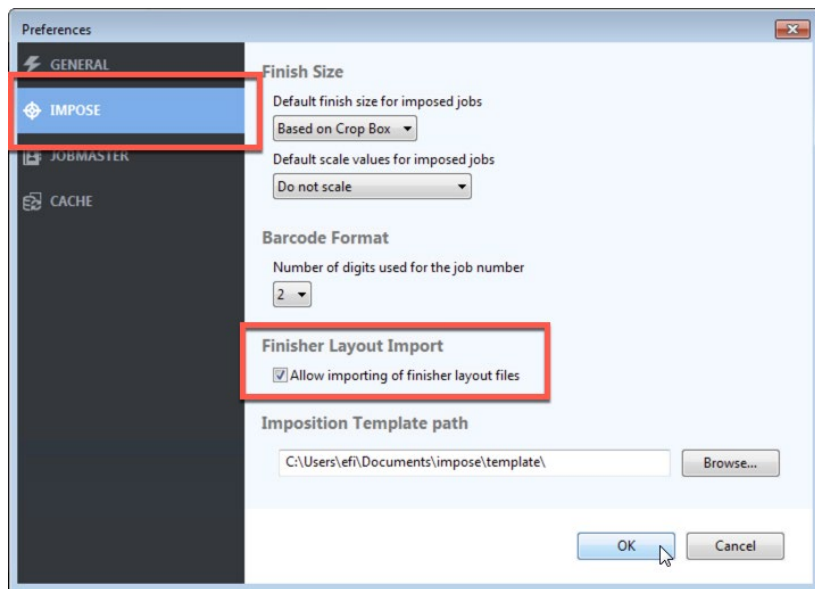 Preferences
GENERAL
IMPOSE
JOBMASTER
CACHE
Finish Size
Default finish size for imposed jobs
Based on Crop Box
Default scale values for imposed jobs
Do not scale
Barcode Format
Number of digits used for the job number
2
Finisher Layout Import
Allow importing of finisher layout files
Imposition Template path
C:\Users\efi\Documents\impose\template\
Browse...
OK
Cancel